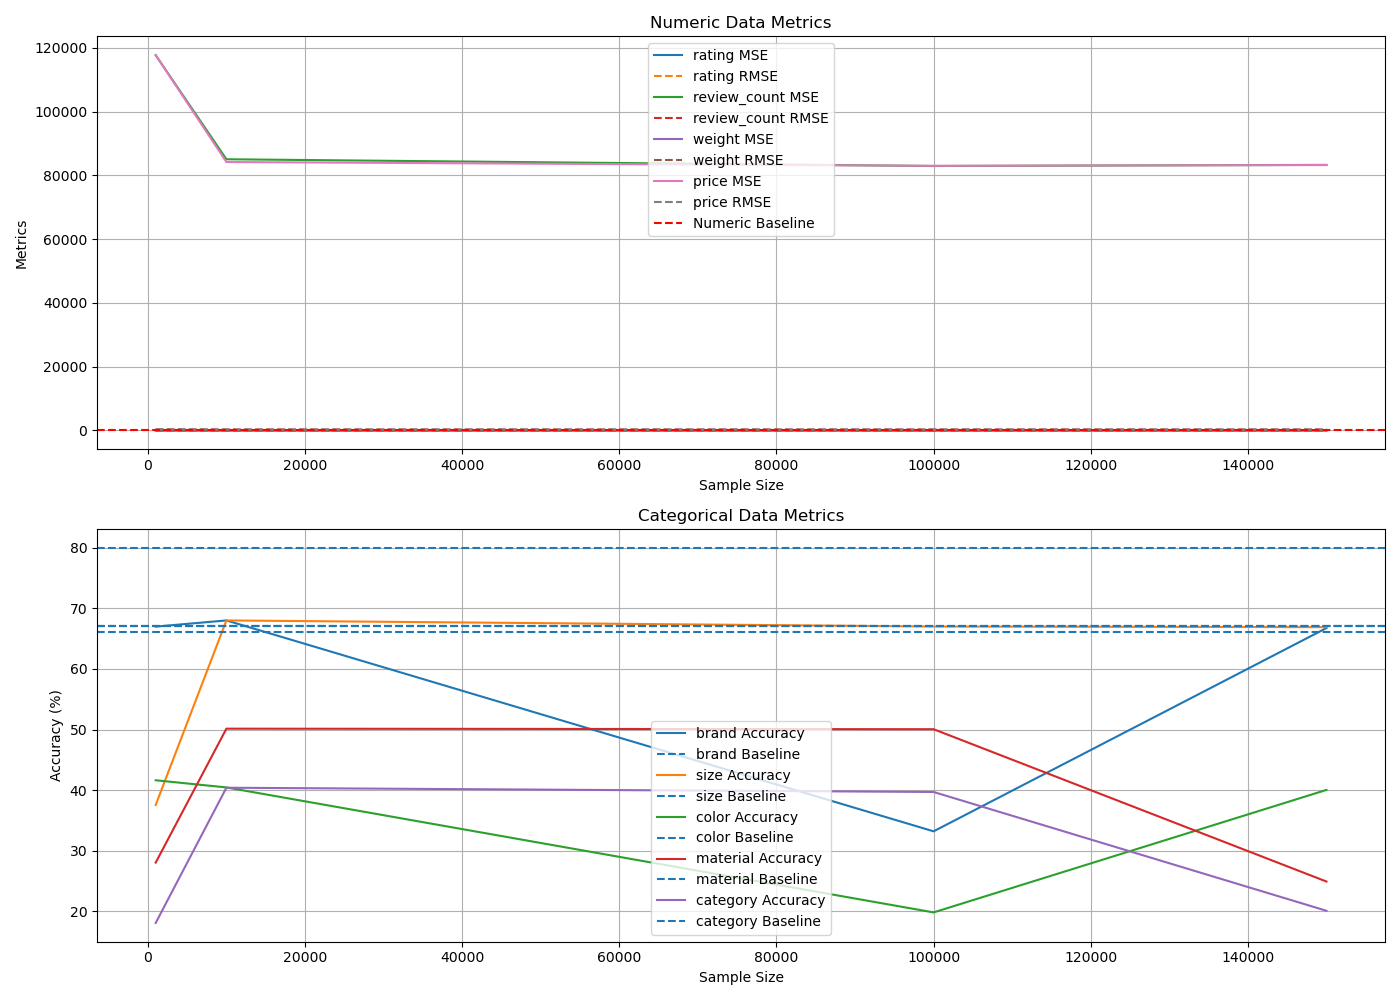 Numeric Data Metrics
120000
100000
80000
60000
40000
20000
0
Metrics
rating MSE
rating RMSE
review_count MSE
review_count RMSE
weight MSE
weight RMSE
price MSE
price RMSE
Numeric Baseline
0
20000
40000
60000
80000
100000
120000
140000
Sample Size
Categorical Data Metrics
80
70
60
50
40
30
20
Accuracy (%)
brand Accuracy
brand Baseline
size Accuracy
size Baseline
color Accuracy
color Baseline
material Accuracy
material Baseline
category Accuracy
category Baseline
0
20000
40000
60000
80000
100000
120000
140000
Sample Size